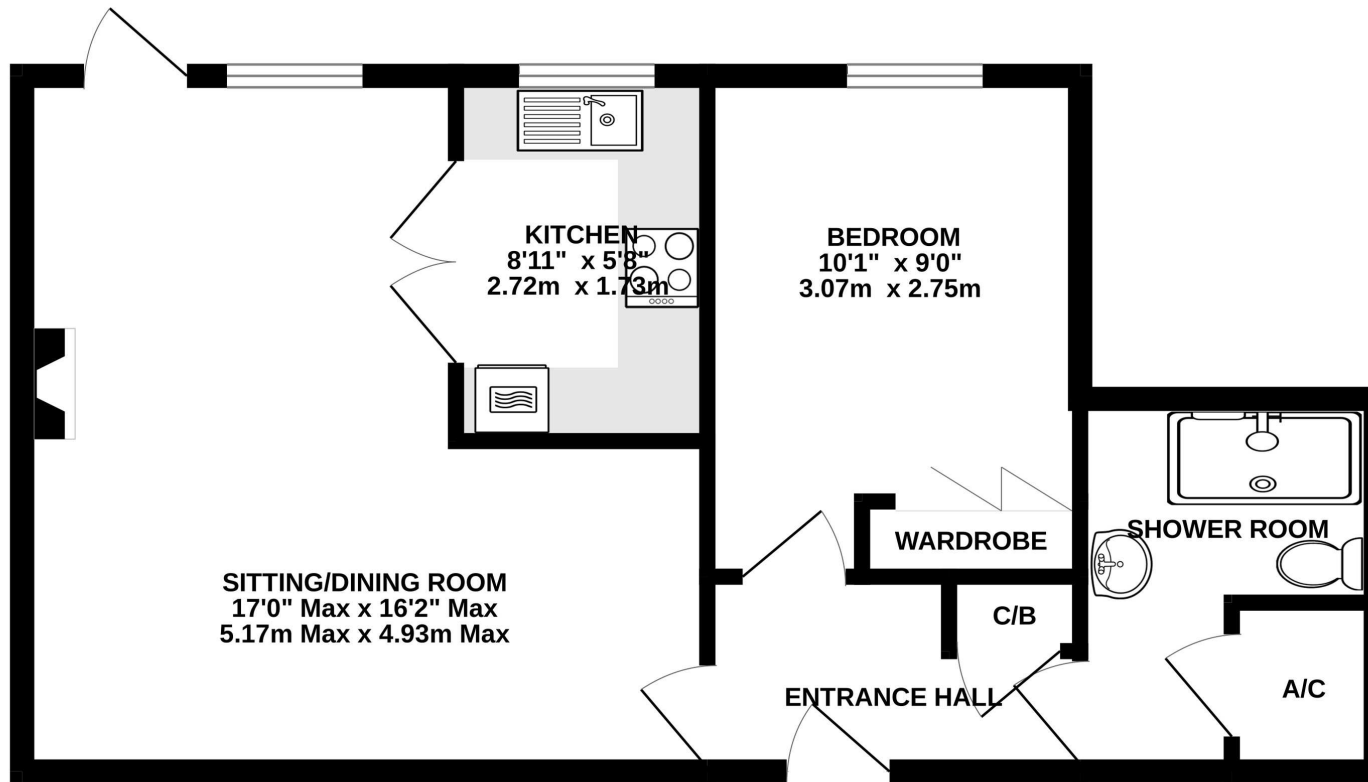 KITCHEN
8'11" x 5'8"
2.72m x 1.73m
BEDROOM
10'1" x 9'0"
3.07m x 2.75m
WARDROBE
SHOWER ROOM
SITTING/DINING ROOM
17'0" Max x 16'2" Max
5.17m Max x 4.93m Max
C/B
ENTRANCE HALL
A/C